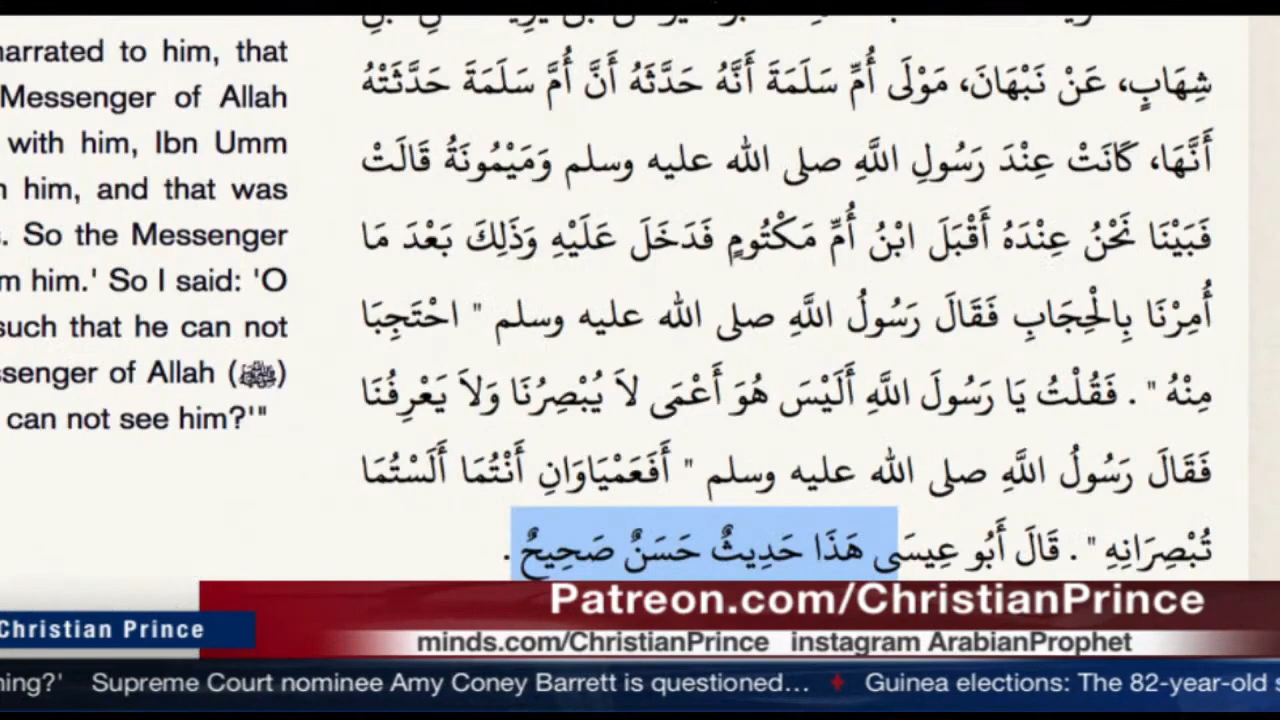 narrated to him, that
Messenger of Allah
with him, Ibn Umm
him, and that was
So the Messenger
him.' So I said: 'O
such that he can not
ssenger of Allah (ﷺ)
can not see him?'"
شِهَابٍ، عَنْ نَبْهَانَ، مَوْلَى أُمِّ سَلَمَةَ أَنَّهُ حَدَّثَهُ أَنَّ أُمَّ سَلَمَةَ حَدَّثَتْهُ
أَنَّهَا، كَانَتْ عِنْدَ رَسُولِ اللَّهِ صلى الله عليه وسلم وَمَيْمُونَةُ قَالَتْ
فَبَيْنَا نَحْنُ عِنْدَهُ أَقْبَلَ ابْنُ أُمِّ مَكْتُومٍ فَدَخَلَ عَلَيْهِ وَذَلِكَ بَعْدَ مَا
أُمِرْنَا بِالْحِجَابِ فَقَالَ رَسُولُ اللَّهِ صلى الله عليه وسلم " احْتَجِبَا
مِنْهُ " . فَقُلْتُ يَا رَسُولَ اللَّهِ أَلَيْسَ هُوَ أَعْمَى لاَ يُبْصِرُنَا وَلاَ يَعْرِفُنَا
فَقَالَ رَسُولُ اللَّهِ صلى الله عليه وسلم " أَفَعَمْيَاوَانِ أَنْتُمَا أَلَسْتُمَا
تُبْصِرَانِهِ " . قَالَ أَبُو عِيسَى هَذَا حَدِيثٌ حَسَنٌ صَحِيحٌ .
Patreon.com/ChristianPrince
Christian Prince
minds.com/ChristianPrince instagram ArabianProphet
ning?' Supreme Court nominee Amy Coney Barrett is questioned... Guinea elections: The 82-year-old s